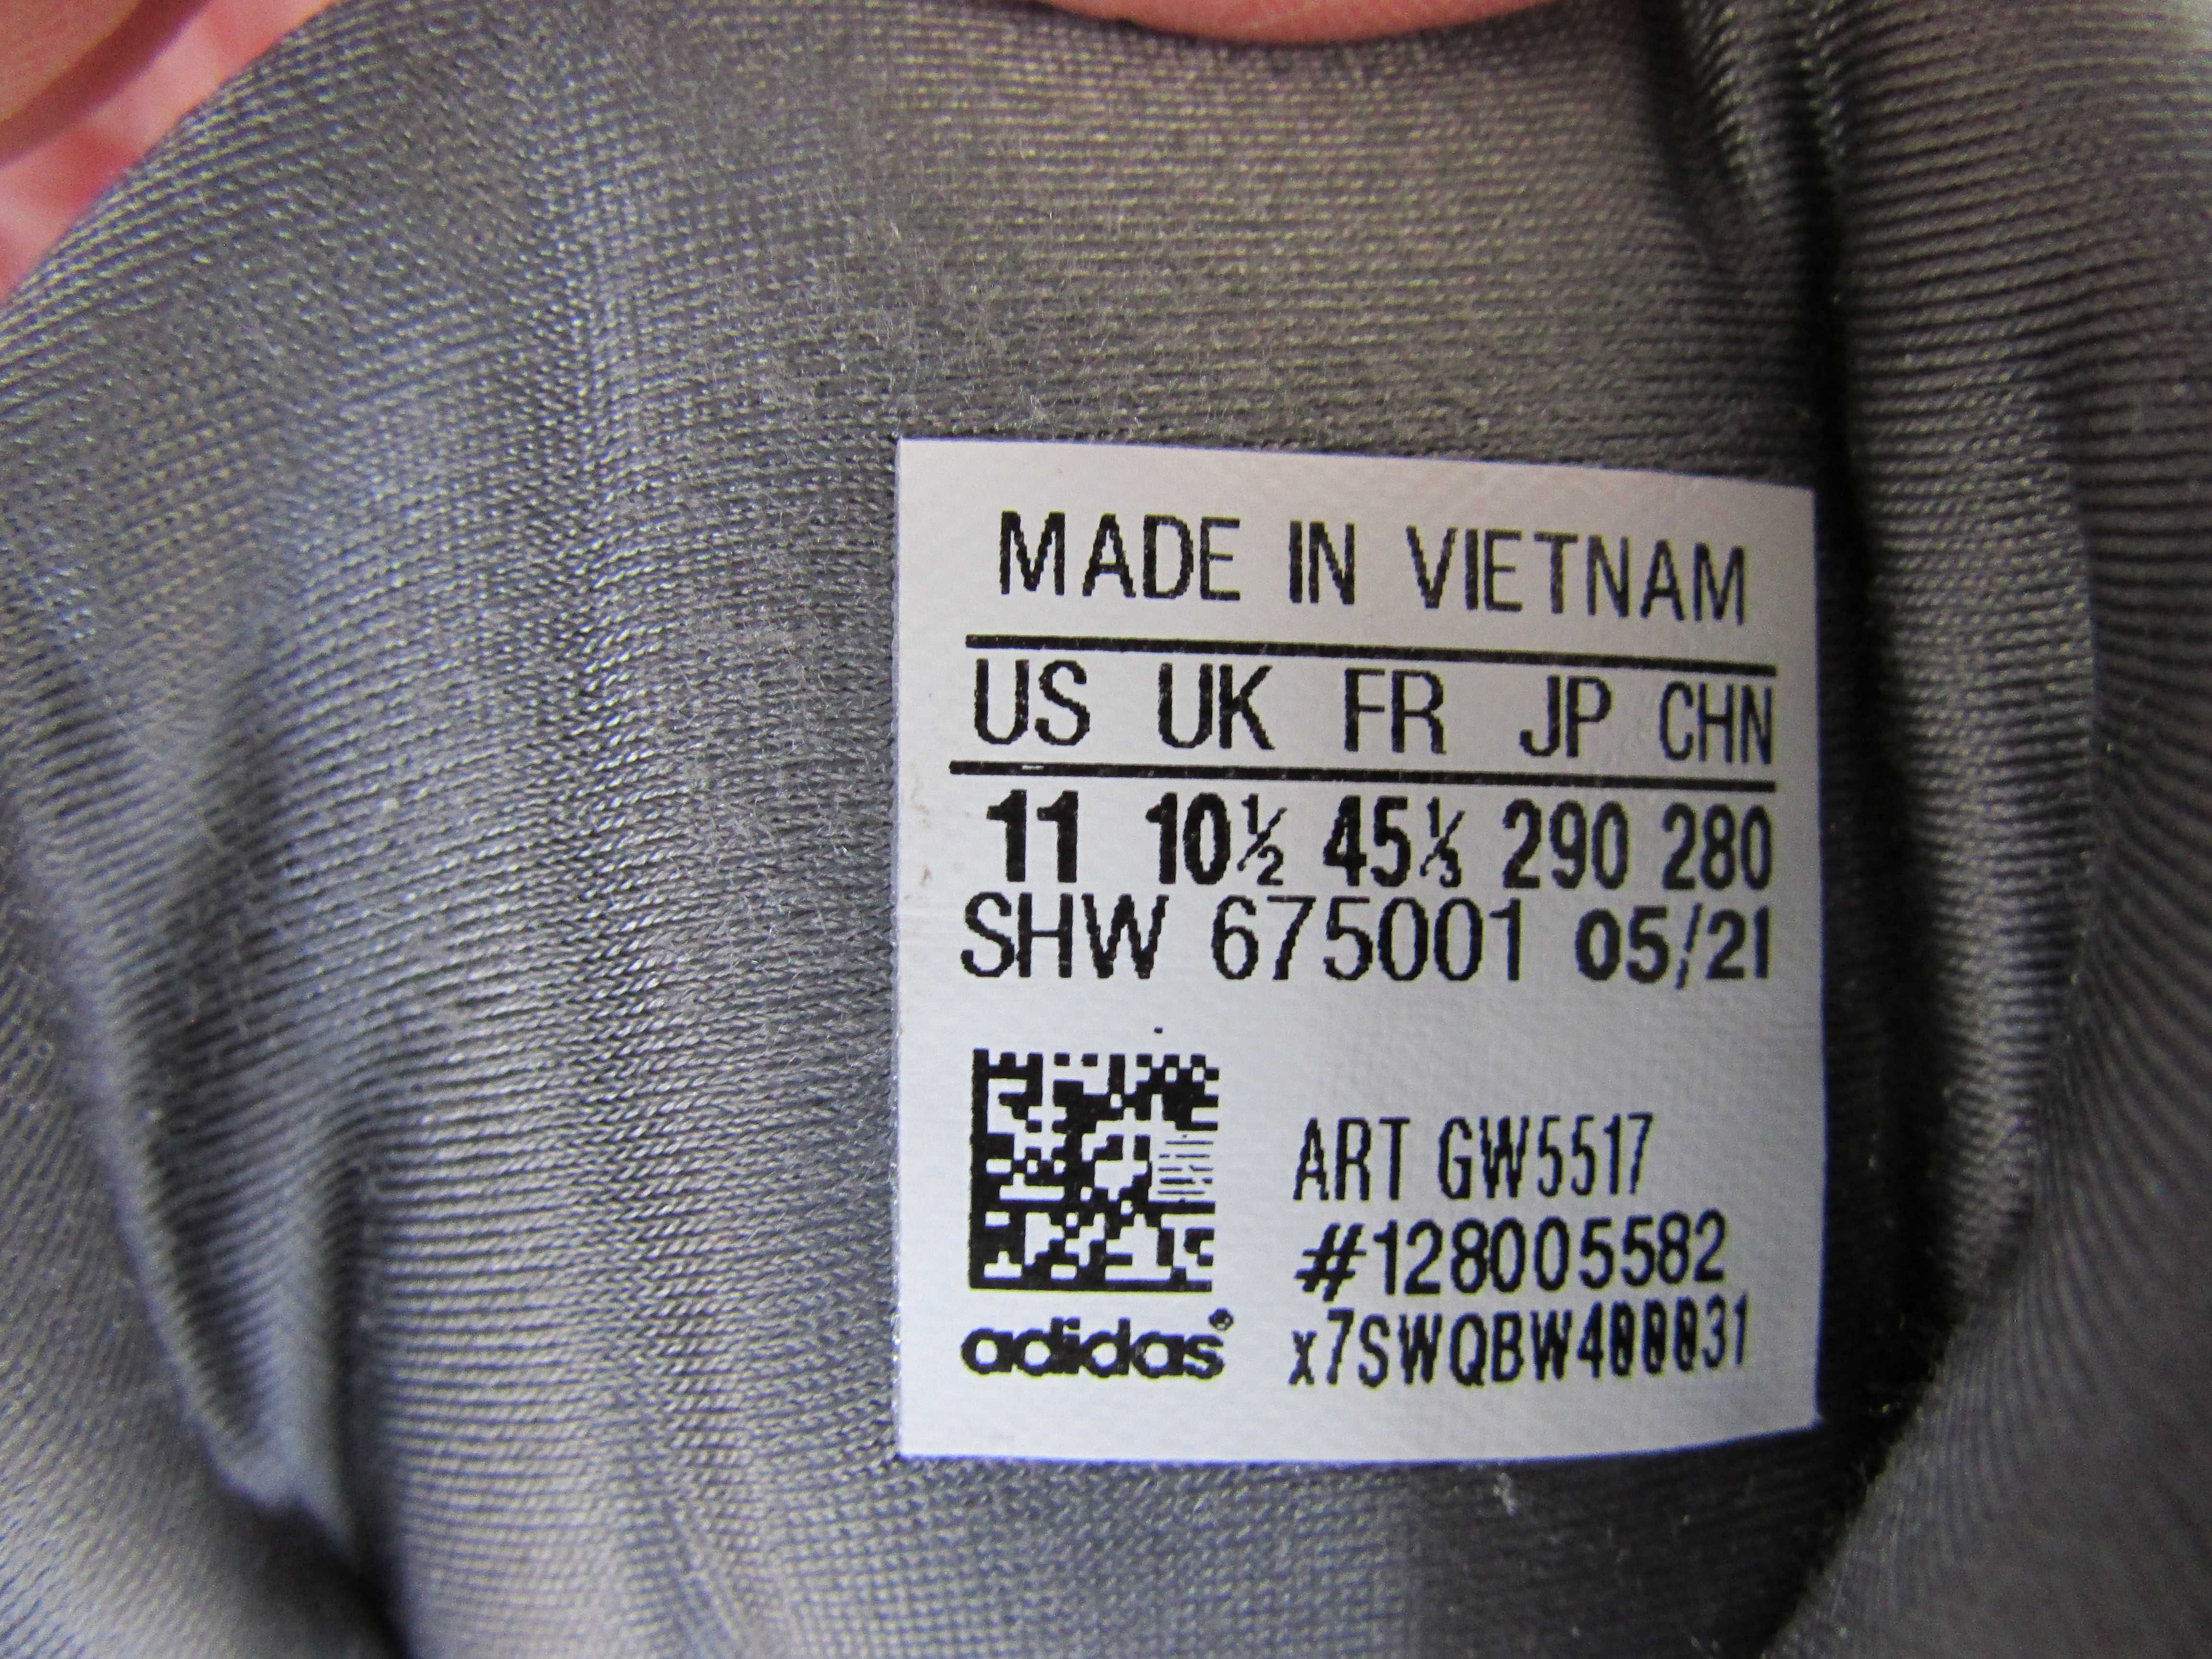 MADE IN VIETNAM
US UK FR JP CHN
11 10½ 45⅓ 290 280
SHW 675001 05/21
ART GW5517
#128005582
adidas® x7SWQBW400031